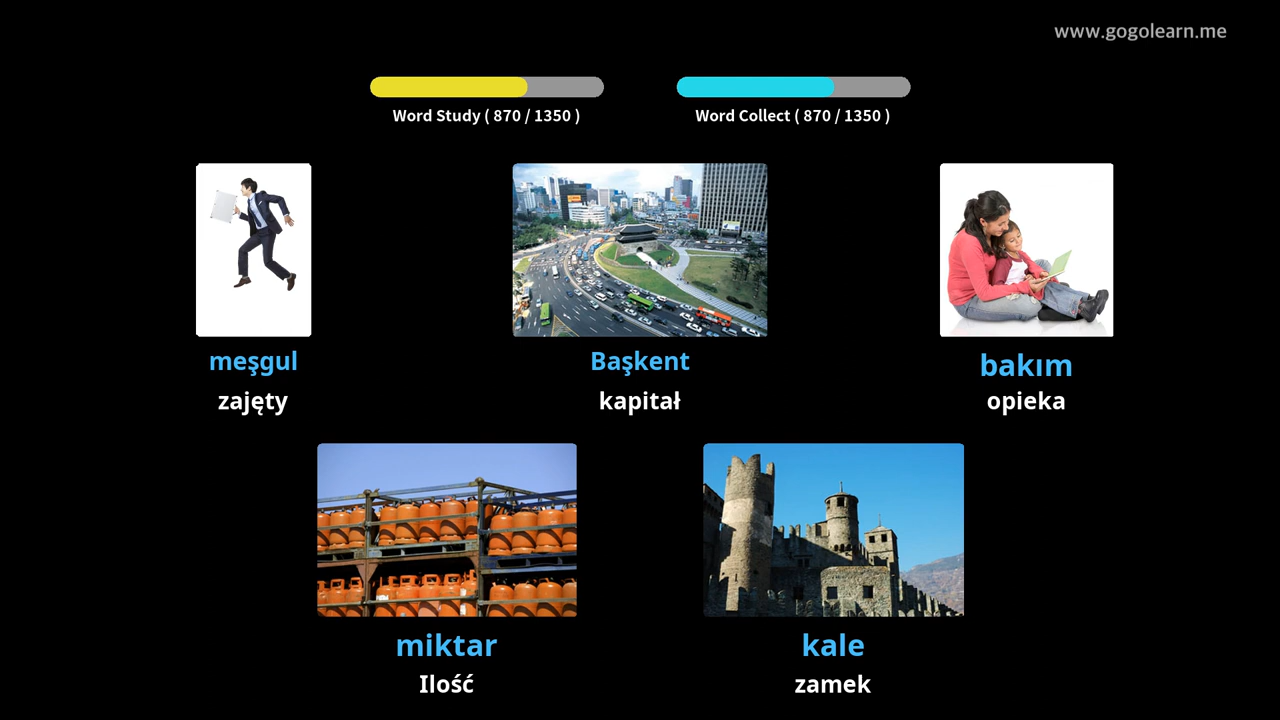 www.gogolearn.me
Word Study ( 870 / 1350 )
Word Collect ( 870 / 1350 )
meşgul
zajęty
Başkent
kapitał
bakım
opieka
miktar
Ilość
kale
zamek